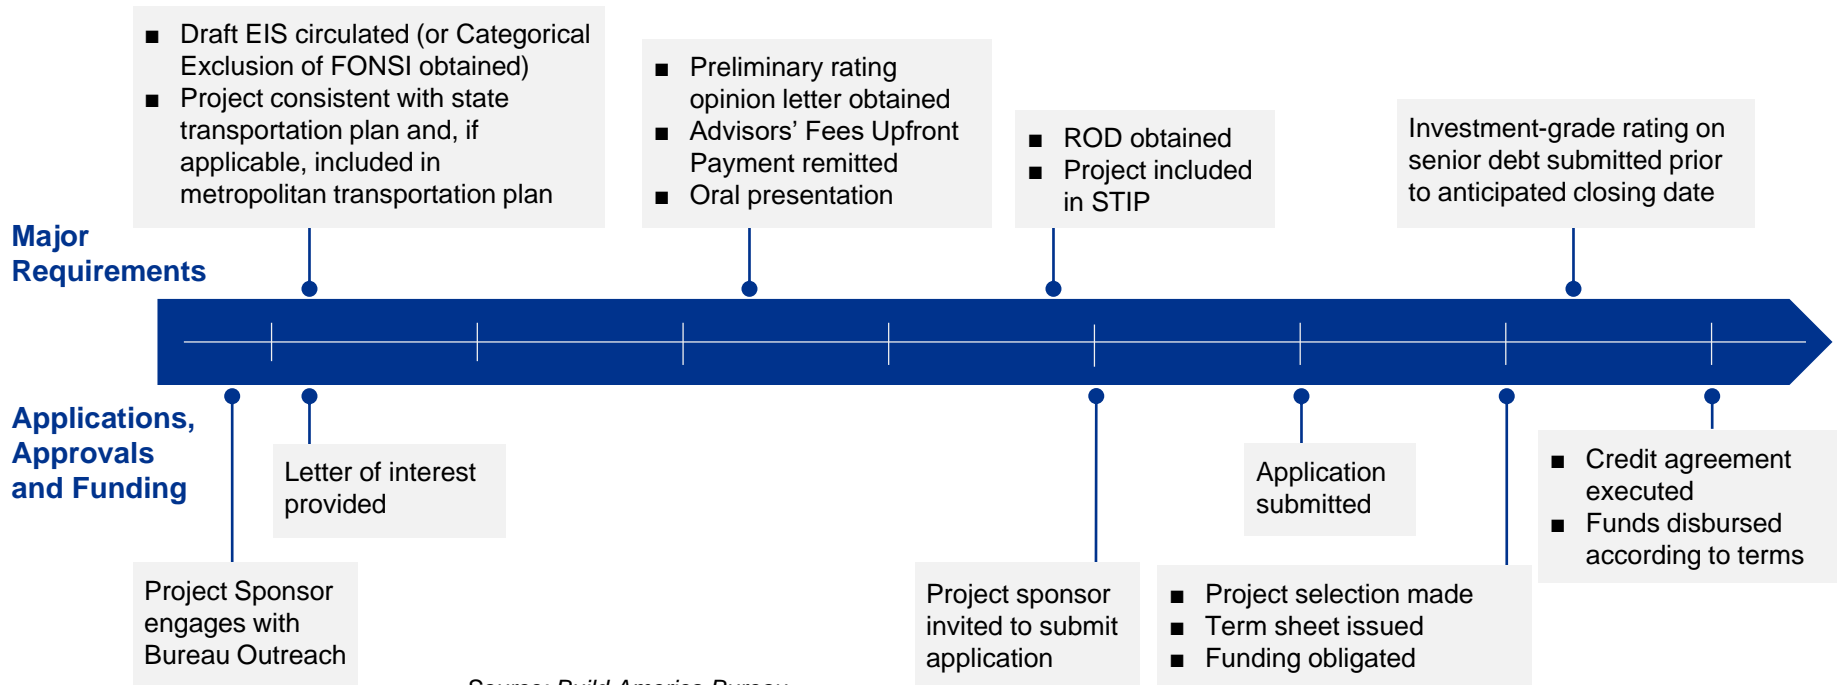 ■ Draft EIS circulated (or Categorical
Exclusion of FONSI obtained)
■ Project consistent with state
transportation plan and, if
applicable, included in
metropolitan transportation plan
■ Preliminary rating
opinion letter obtained
■ Advisors’ Fees Upfront
Payment remitted
■ Oral presentation
■ ROD obtained
■ Project included
in STIP
Investment-grade rating on
senior debt submitted prior
to anticipated closing date
Major
Requirements
Applications,
Approvals
and Funding
Project Sponsor
engages with
Bureau Outreach
Letter of interest
provided
Project sponsor
invited to submit
application
Application
submitted
■ Project selection made
■ Term sheet issued
■ Funding obligated
■ Credit agreement
executed
■ Funds disbursed
according to terms
Source: Build America Bureau